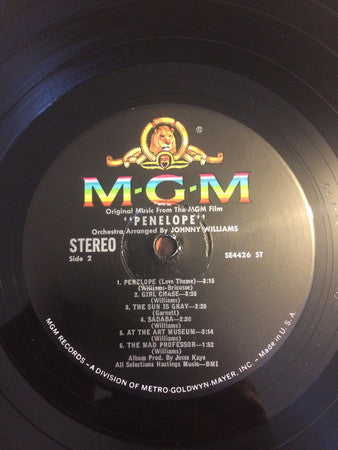 ®
M-G-M
Original Music From The MGM Film
"PENELOPE"
Orchestra Arranged By JOHNNY WILLIAMS
STEREO
Side 2
SE4426 ST
1. PENELOPE (Love Theme)—3:15
(Williams-Bricusse)
2. GIRL CHASE—3:25
(Williams)
3. THE SUN IS GRAY—2:20
(Garnett)
4. SADABA—2:30
(Williams)
5. AT THE ART MUSEUM—3:14
(Williams)
6. THE MAD PROFESSOR—1:52
(Williams)
Album Prod. By Jesse Kaye
All Selections Hastings Music—BMI
MGM RECORDS – A DIVISION OF METRO-GOLDWYN-MAYER, INC. – Made in U.S.A.